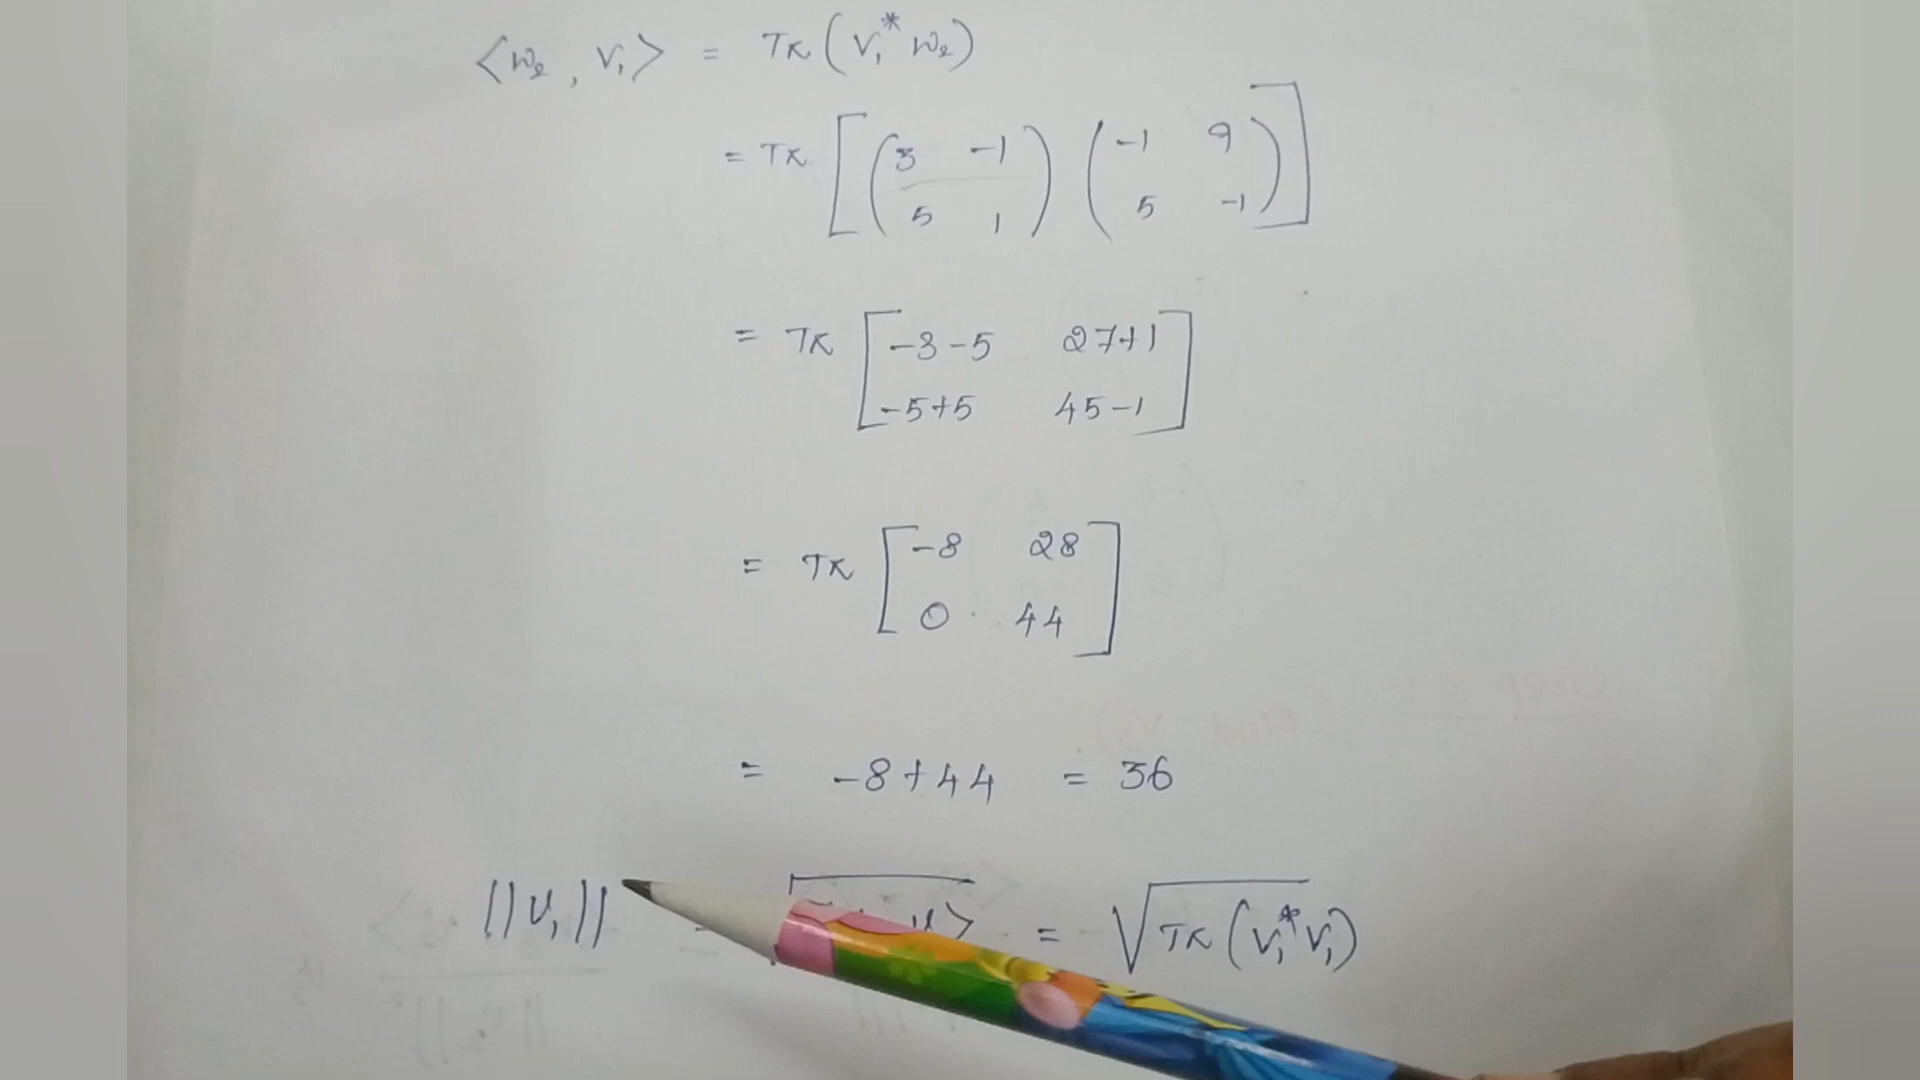 <w₂, v₁> = Tr (v₁* w₂)
= Tr [ ( 3 -1
5 1 ) ( -1 9
5 -1 ) ]
= Tr [ -3-5 27+1
-5+5 45-1 ]
= Tr [ -8 28
0 44 ]
= -8+44 = 36
||v₁|| = √ v₁> = √Tr (v₁* v₁)